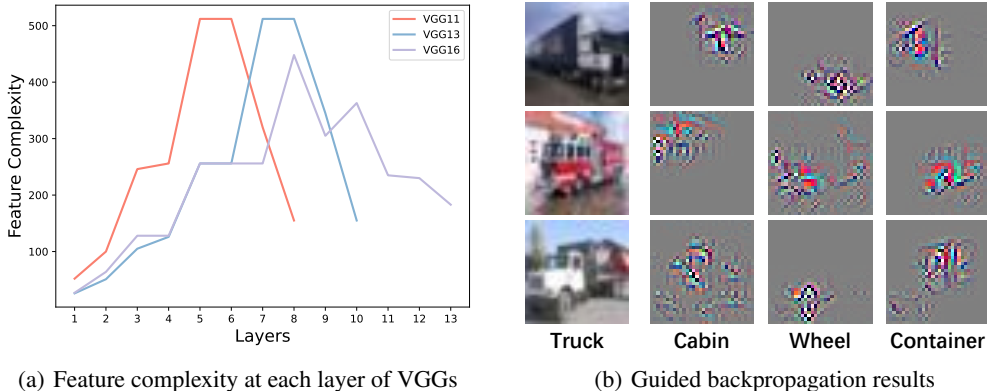 500
400
300
200
100
Feature Complexity
VGG11
VGG13
VGG16
1 2 3 4 5 6 7 8 9 10 11 12 13
Layers
Truck Cabin Wheel Container
(a) Feature complexity at each layer of VGGs
(b) Guided backpropagation results